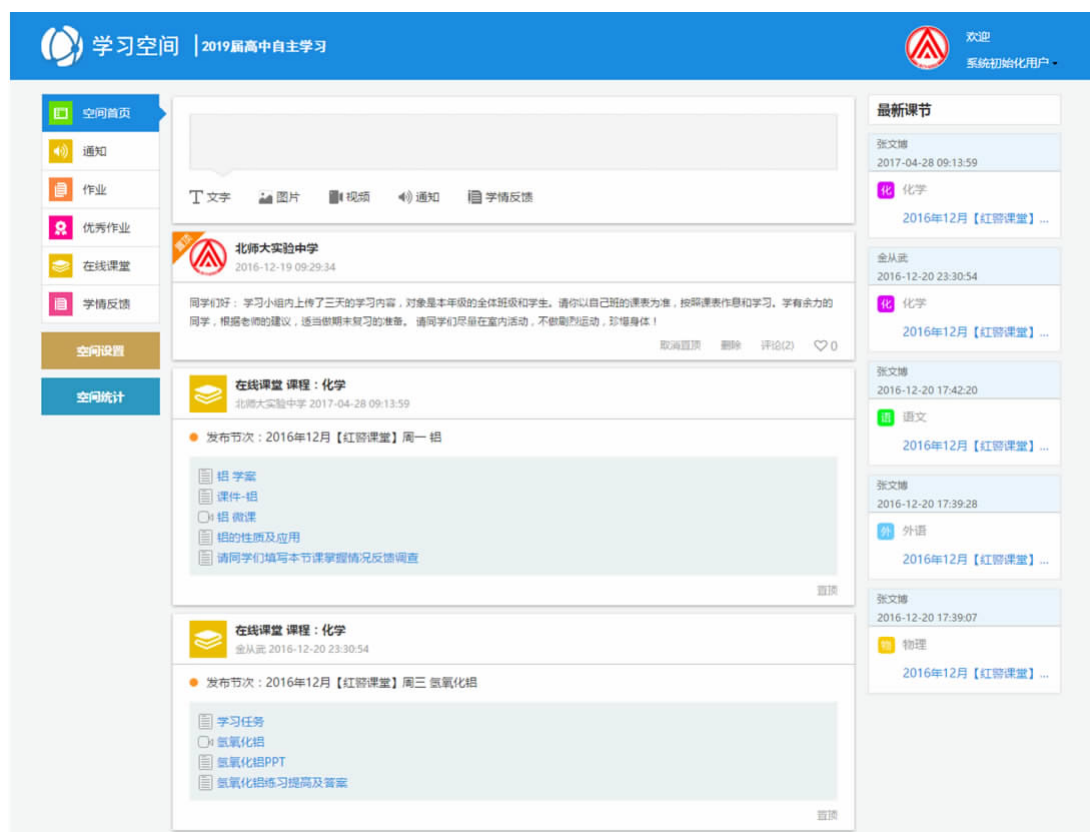 学习空间
2019届高中自主学习
欢迎
系统初始化用户
空间首页
通知
作业
优秀作业
在线课堂
学情反馈
空间设置
空间统计
文字
图片
视频
通知
学情反馈
置顶
北师大实验中学
2016-12-19 09:29:34
同学们好： 学习小组内上传了三天的学习内容，对象是本年级的全体班级和学生。请你以自己班的课表为准，按照课表作息和学习。学有余力的
同学，根据老师的建议，适当做期末复习的准备。 请同学们尽量在室内活动，不做剧烈运动，珍惜身体！
取消置顶 删除 评论(2) 0
在线课堂 课程：化学
北师大实验中学 2017-04-28 09:13:59
发布节次：2016年12月【红警课堂】周一 铝
铝 学案
课件-铝
铝 微课
铝的性质及应用
请同学们填写本节课掌握情况反馈调查
置顶
在线课堂 课程：化学
金从武 2016-12-20 23:30:54
发布节次：2016年12月【红警课堂】周三 氢氧化铝
学习任务
氢氧化铝
氢氧化铝PPT
氢氧化铝练习提高及答案
置顶
最新课节
张文博
2017-04-28 09:13:59
化 化学
2016年12月【红警课堂】...
金从武
2016-12-20 23:30:54
化 化学
2016年12月【红警课堂】...
张文博
2016-12-20 17:42:20
语 语文
2016年12月【红警课堂】...
张文博
2016-12-20 17:39:28
外 外语
2016年12月【红警课堂】...
张文博
2016-12-20 17:39:07
物 物理
2016年12月【红警课堂】...